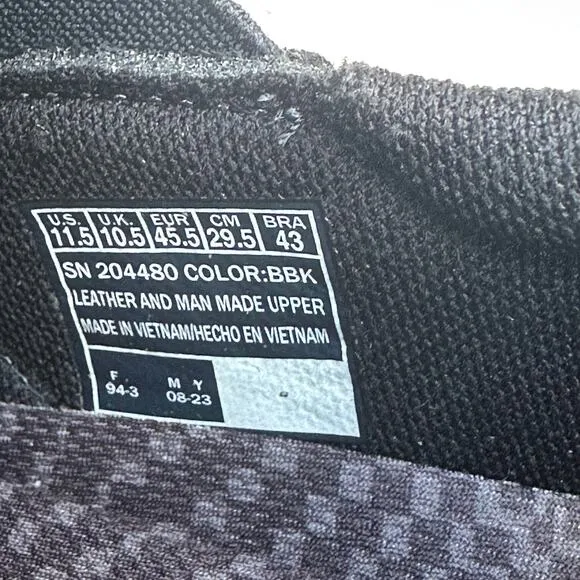 U.S. U.K. EUR CM BRA
11.5 10.5 45.5 29.5 43
SN 204480 COLOR:BBK
LEATHER AND MAN MADE UPPER
MADE IN VIETNAM/HECHO EN VIETNAM
F M Y
94-3 08-23